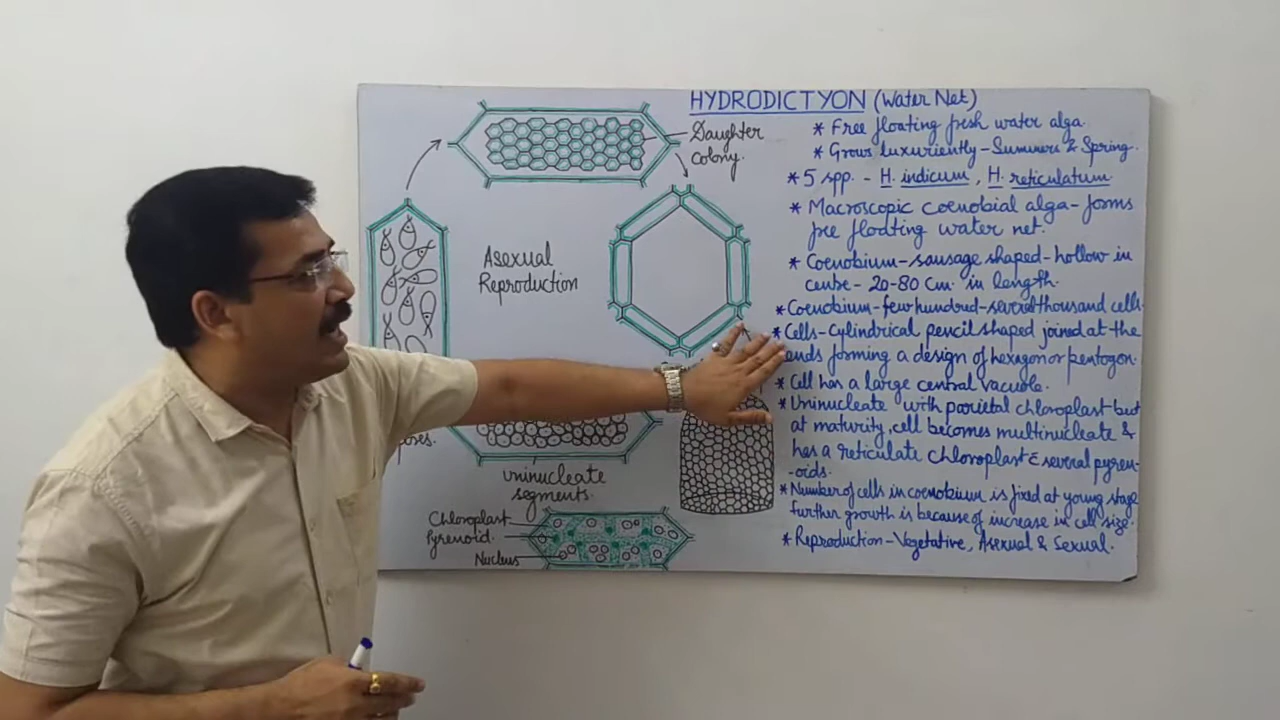 HYDRODICTYON (Water Net)
* Free floating fresh water alga.
* Grows luxuriently - Summers & Spring.
* 5 spp. - H. indicum, H. reticulatum.
* Macroscopic coenobial alga - forms
free floating water net.
* Coenobium - sausage shaped - hollow in
centre - 20-80 Cm. in length.
* Coenobium - few hundred - several thousand cells.
* Cells - Cylindrical pencil shaped joined at the
ends forming a design of hexagon or pentogon.
* Cell has a large central vacuole.
* Uninucleate with parietal chloroplast but
at maturity, cell becomes multinucleate &
has a reticulate chloroplast & several pyren-
-oids.
* Number of cells in coenobium is fixed at young stage
further growth is because of increase in cell size.
* Reproduction - Vegetative, Asexual & Sexual.
Daughter
colony.
Asexual
Reproduction
uninucleate
segments.
Chloroplast
Pyrenoid.
Nucleus